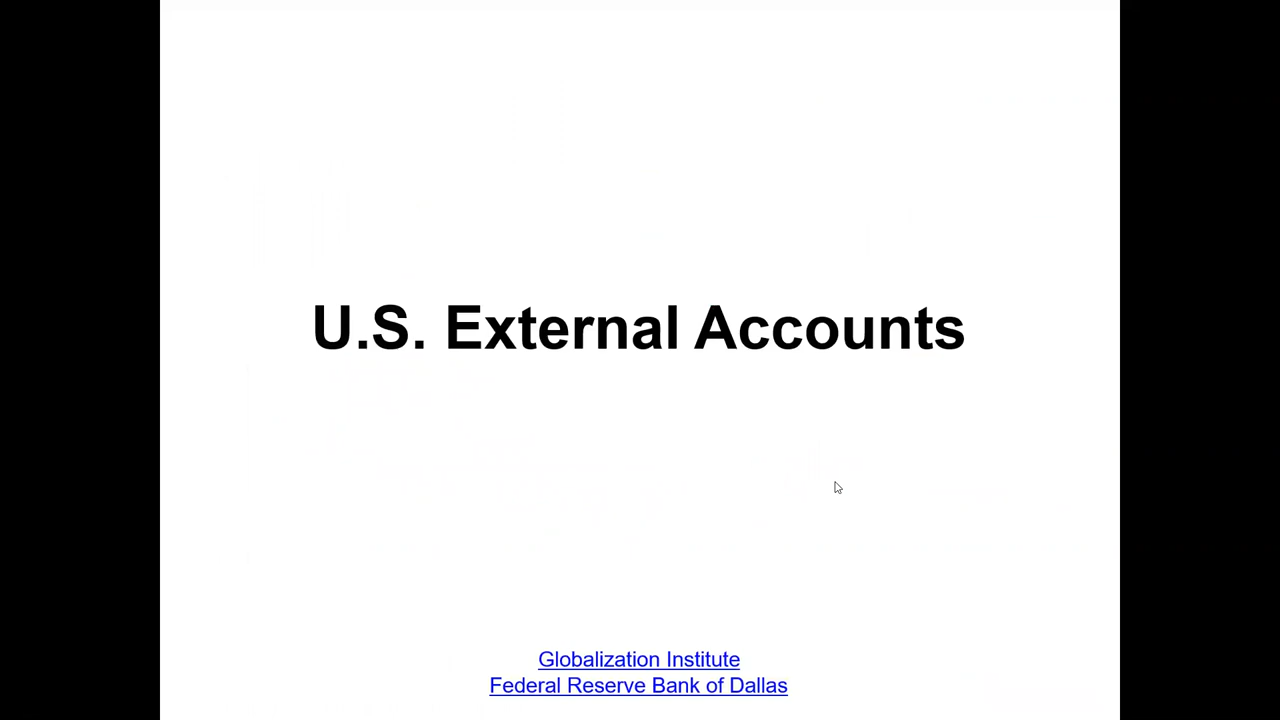 U.S. External Accounts
Globalization Institute
Federal Reserve Bank of Dallas